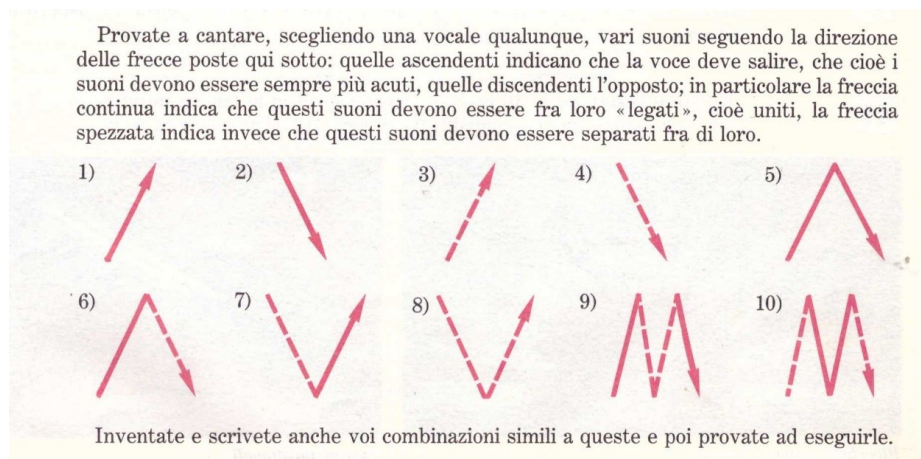 Provate a cantare, scegliendo una vocale qualunque, vari suoni seguendo la direzione
delle frecce poste qui sotto: quelle ascendenti indicano che la voce deve salire, che cioè i
suoni devono essere sempre più acuti, quelle discendenti l'opposto; in particolare la freccia
continua indica che questi suoni devono essere fra loro «legati», cioè uniti, la freccia
spezzata indica invece che questi suoni devono essere separati fra di loro.
1) 2) 3) 4) 5)
6) 7) 8) 9) 10)
Inventate e scrivete anche voi combinazioni simili a queste e poi provate ad eseguirle.